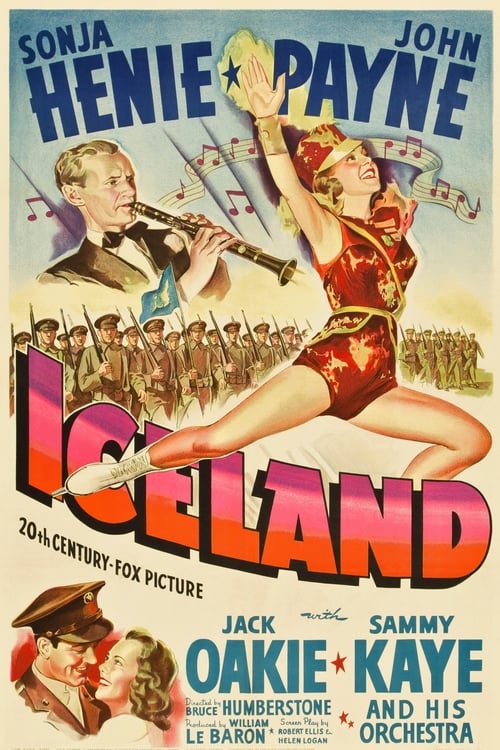 SONJA HENIE
JOHN PAYNE
ICELAND
20th CENTURY-FOX PICTURE
with
JACK OAKIE
SAMMY KAYE
AND HIS ORCHESTRA
Directed by
BRUCE HUMBERSTONE
Produced by WILLIAM LE BARON
Screen Play by
ROBERT ELLIS &
HELEN LOGAN